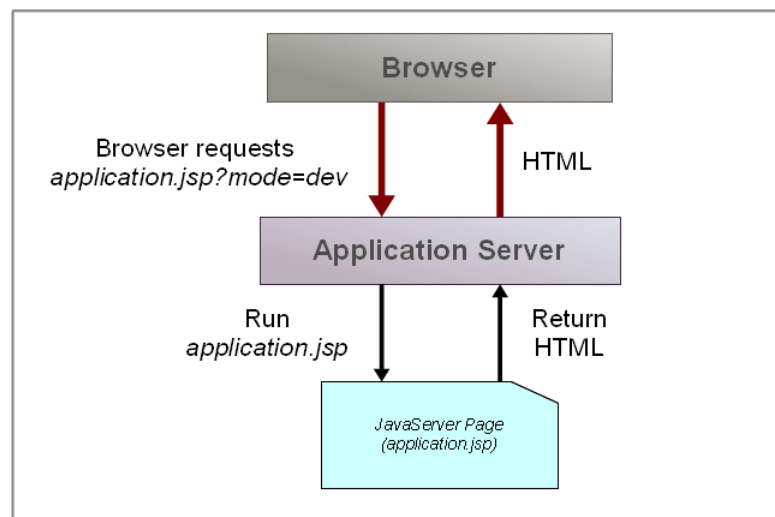 Browser
Browser requests
application.jsp?mode=dev
HTML
Application Server
Run
application.jsp
Return
HTML
JavaServer Page
(application.jsp)